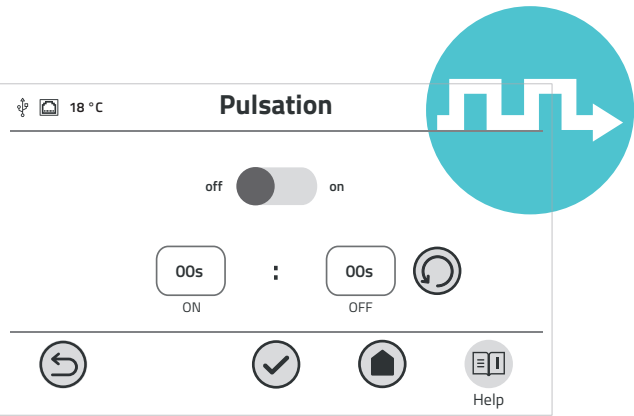 18 °C
Pulsation
off on
00s : 00s
ON OFF
Help